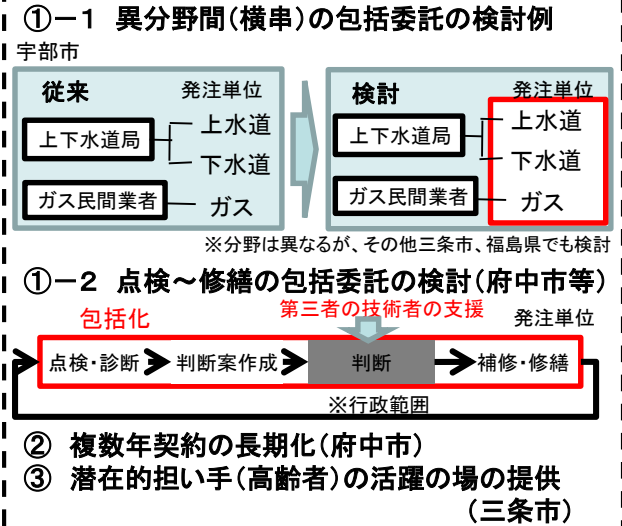 ①－1 異分野間(横串)の包括委託の検討例
宇部市
従来 発注単位
上下水道局
上水道
下水道
ガス民間業者 ガス
検討 発注単位
上下水道局
上水道
下水道
ガス民間業者 ガス
※分野は異なるが、その他三条市、福島県でも検討
①－2 点検～修繕の包括委託の検討(府中市等)
包括化 第三者の技術者の支援 発注単位
点検・診断 判断案作成 判断 補修・修繕
※行政範囲
② 複数年契約の長期化(府中市)
③ 潜在的担い手(高齢者)の活躍の場の提供
(三条市)